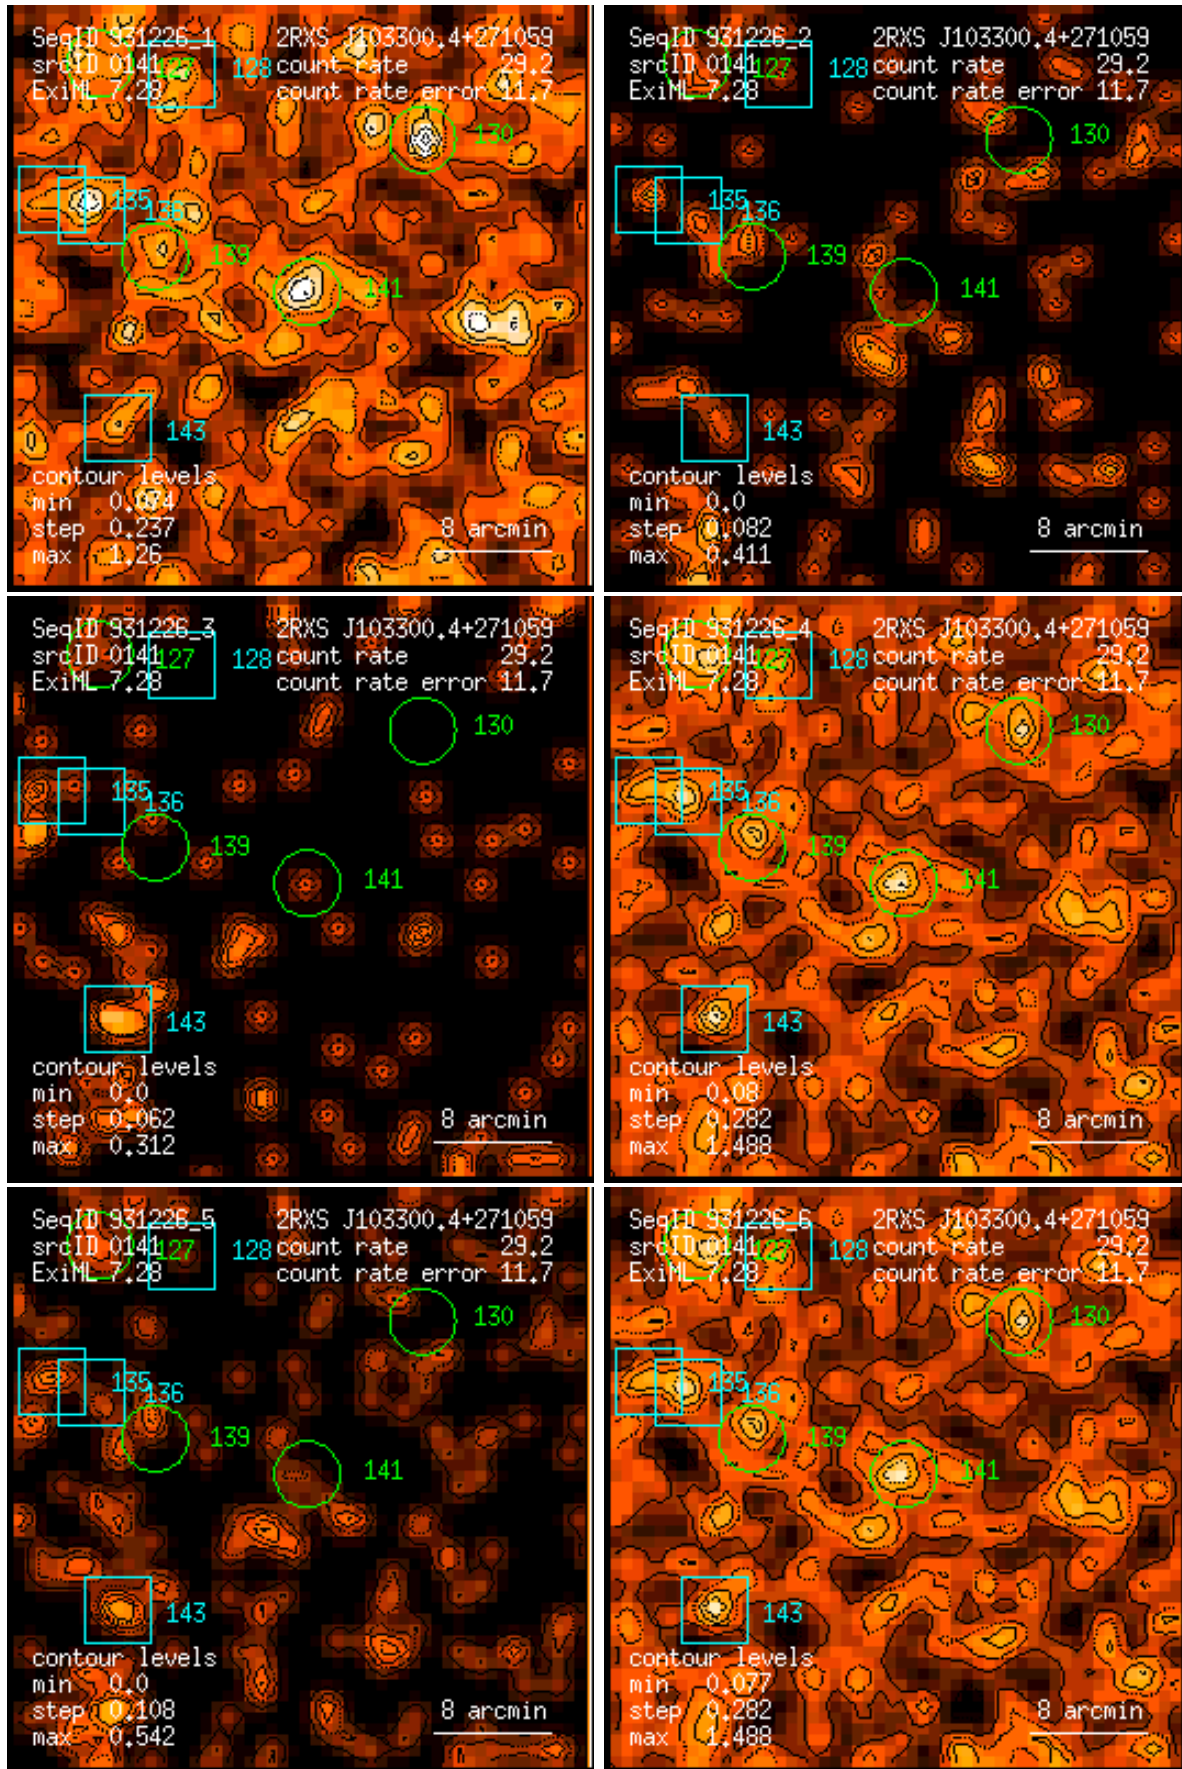 SeqID 931226_1 2RXS J103300.4+271059
srcID 0141 127 128 count rate 29.2
ExiML 7.28 count rate error 11.7
130
135
136
139
141
143
contour levels
min 0.074
step 0.237
max 1.26
8 arcmin
SeqID 931226_2 2RXS J103300.4+271059
srcID 0141 127 128 count rate 29.2
ExiML 7.28 count rate error 11.7
130
135
136
139
141
143
contour levels
min 0.0
step 0.082
max 0.411
8 arcmin
SeqID 931226_3 2RXS J103300.4+271059
srcID 0141 127 128 count rate 29.2
ExiML 7.28 count rate error 11.7
130
135
136
139
141
143
contour levels
min 0.0
step 0.062
max 0.312
8 arcmin
SeqID 931226_4 2RXS J103300.4+271059
srcID 0141 127 128 count rate 29.2
ExiML 7.28 count rate error 11.7
130
135
136
139
141
143
contour levels
min 0.08
step 0.282
max 1.488
8 arcmin
SeqID 931226_5 2RXS J103300.4+271059
srcID 0141 127 128 count rate 29.2
ExiML 7.28 count rate error 11.7
130
135
136
139
141
143
contour levels
min 0.0
step 0.108
max 0.542
8 arcmin
SeqID 931226_6 2RXS J103300.4+271059
srcID 0141 127 128 count rate 29.2
ExiML 7.28 count rate error 11.7
130
135
136
139
141
143
contour levels
min 0.077
step 0.282
max 1.488
8 arcmin